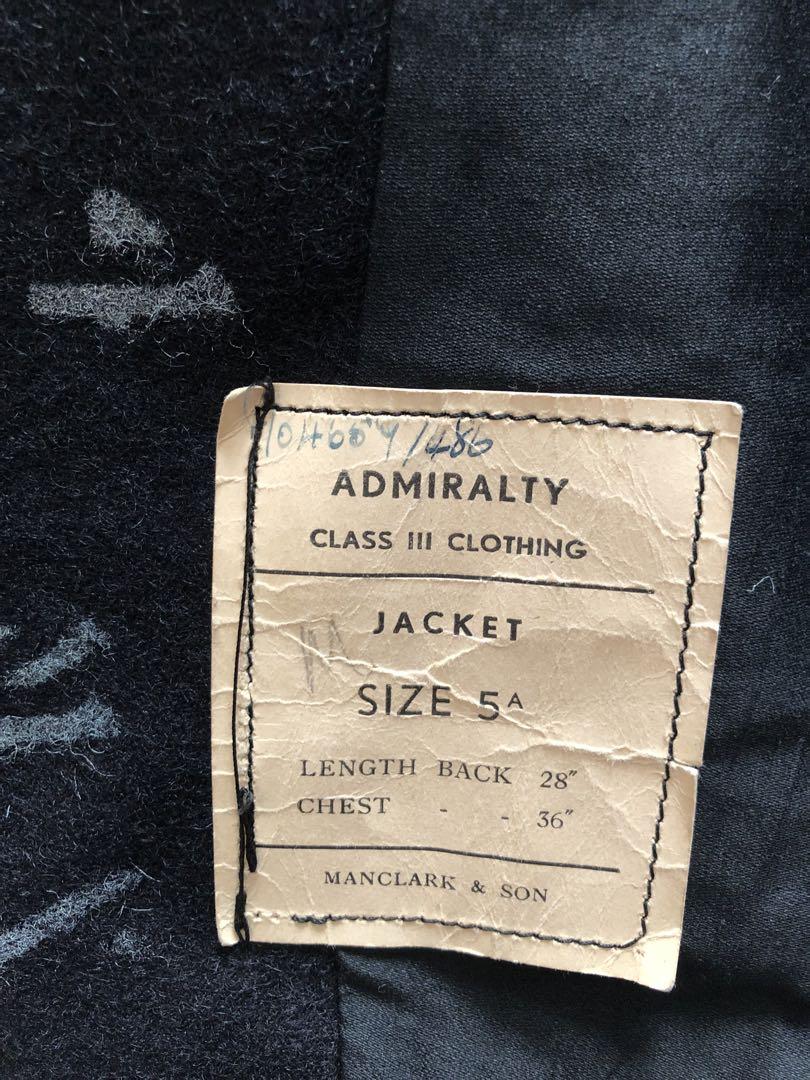 ADMIRALTY
CLASS III CLOTHING
JACKET
SIZE 5A
LENGTH BACK 28"
CHEST - - 36"
MANCLARK & SON